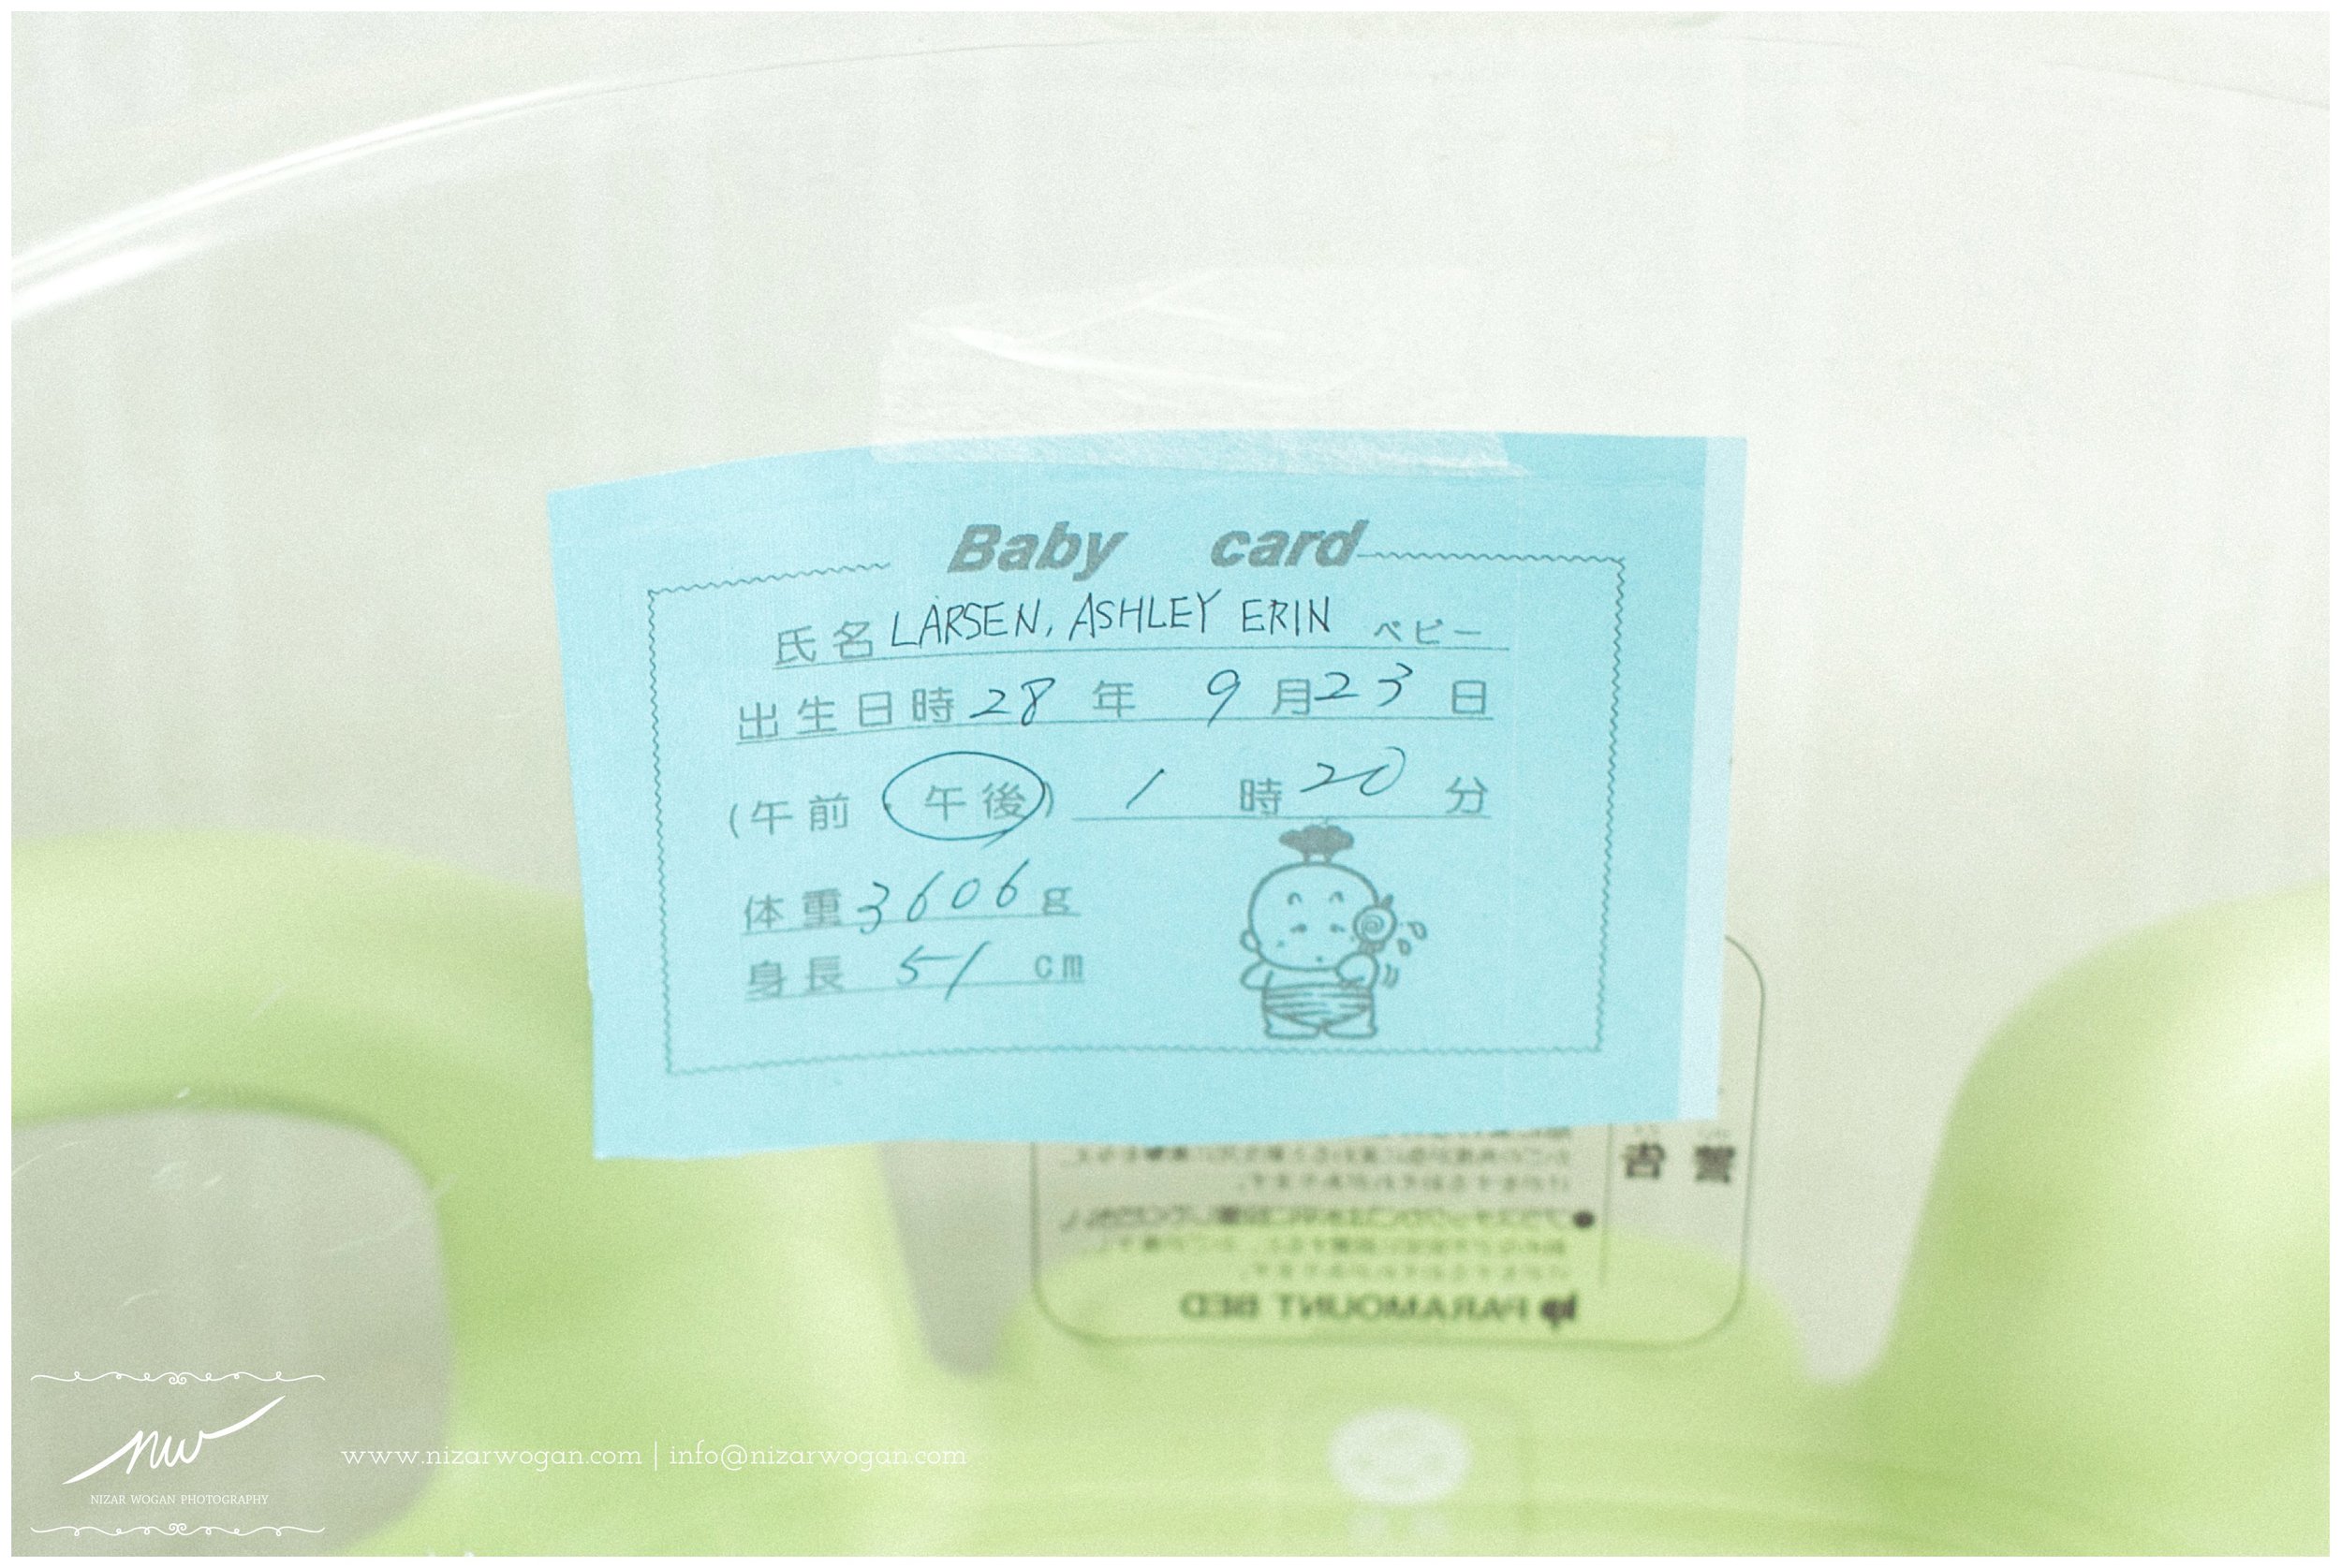 Baby card
氏名 LARSEN, ASHLEY ERIN ベビー
出生日時 28 年 9 月 23 日
(午前 ・ 午後) 1 時 20 分
体重 3606 g
身長 51 cm
警告
PARAMOUNT BED
nw
NIZAR WOGAN PHOTOGRAPHY
www.nizarwogan.com | info@nizarwogan.com